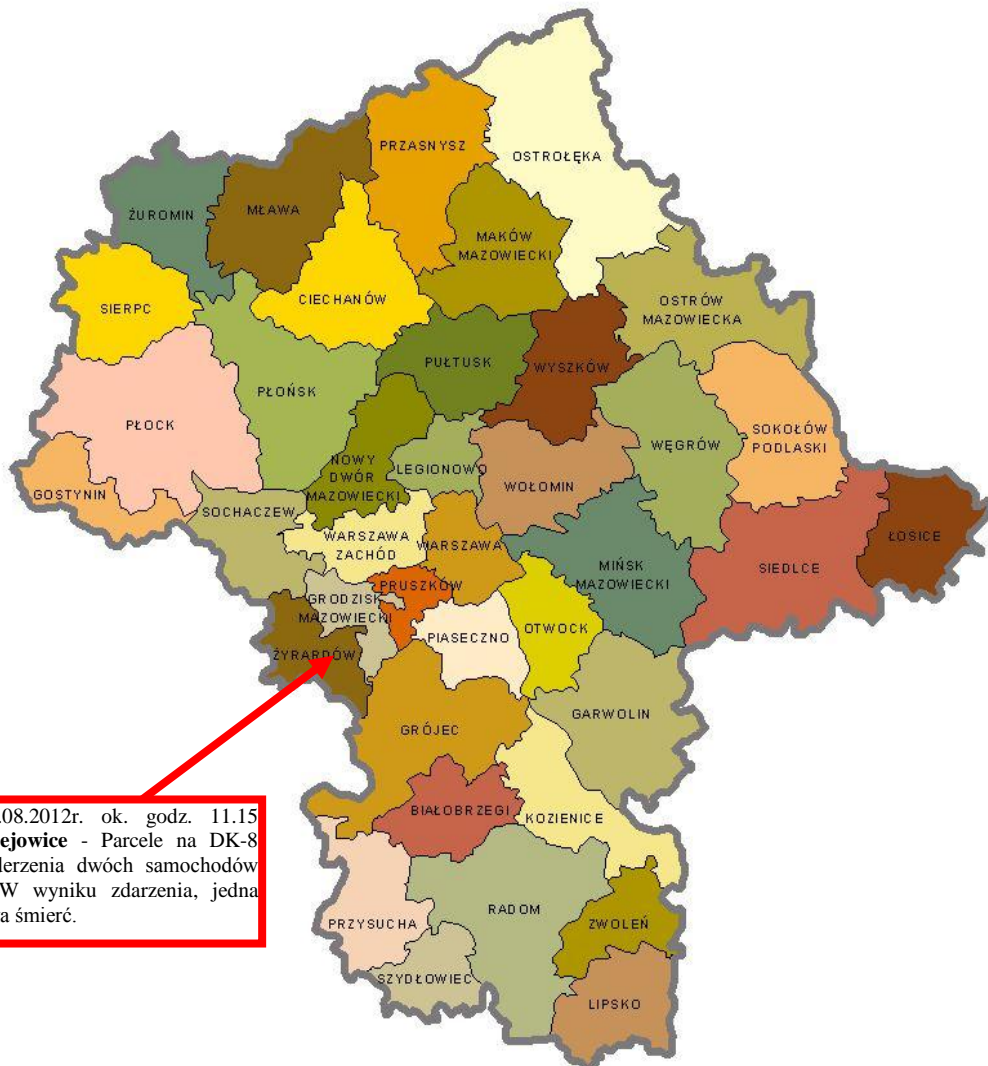 PRZASNYSZ
OSTROŁĘKA
ŻUROMIN
MŁAWA
MAKÓW
MAZOWIECKI
SIERPC
CIECHANÓW
OSTRÓW
MAZOWIECKA
PŁOŃSK
PUŁTUSK
WYSZKÓW
PŁOCK
WĘGRÓW
SOKOŁÓW
PODLASKI
NOWY
DWÓR
MAZOWIECKI
LEGIONOWO
WOŁOMIN
GOSTYNIN
SOCHACZEW
WARSZAWA
ZACHÓD
WARSZAWA
MIŃSK
MAZOWIECKI
SIEDLCE
ŁOSICE
PRUSZKÓW
GRODZISK
MAZOWIECKI
PIASECZNO
OTWOCK
ŻYRARDÓW
GRÓJEC
GARWOLIN
BIAŁOBRZEGI
KOZIENICE
.08.2012r. ok. godz. 11.15
ejowice - Parcele na DK-8
lerzenia dwóch samochodów
W wyniku zdarzenia, jedna
a śmierć.
PRZYSUCHA
RADOM
ZWOLEŃ
SZYDŁOWIEC
LIPSKO